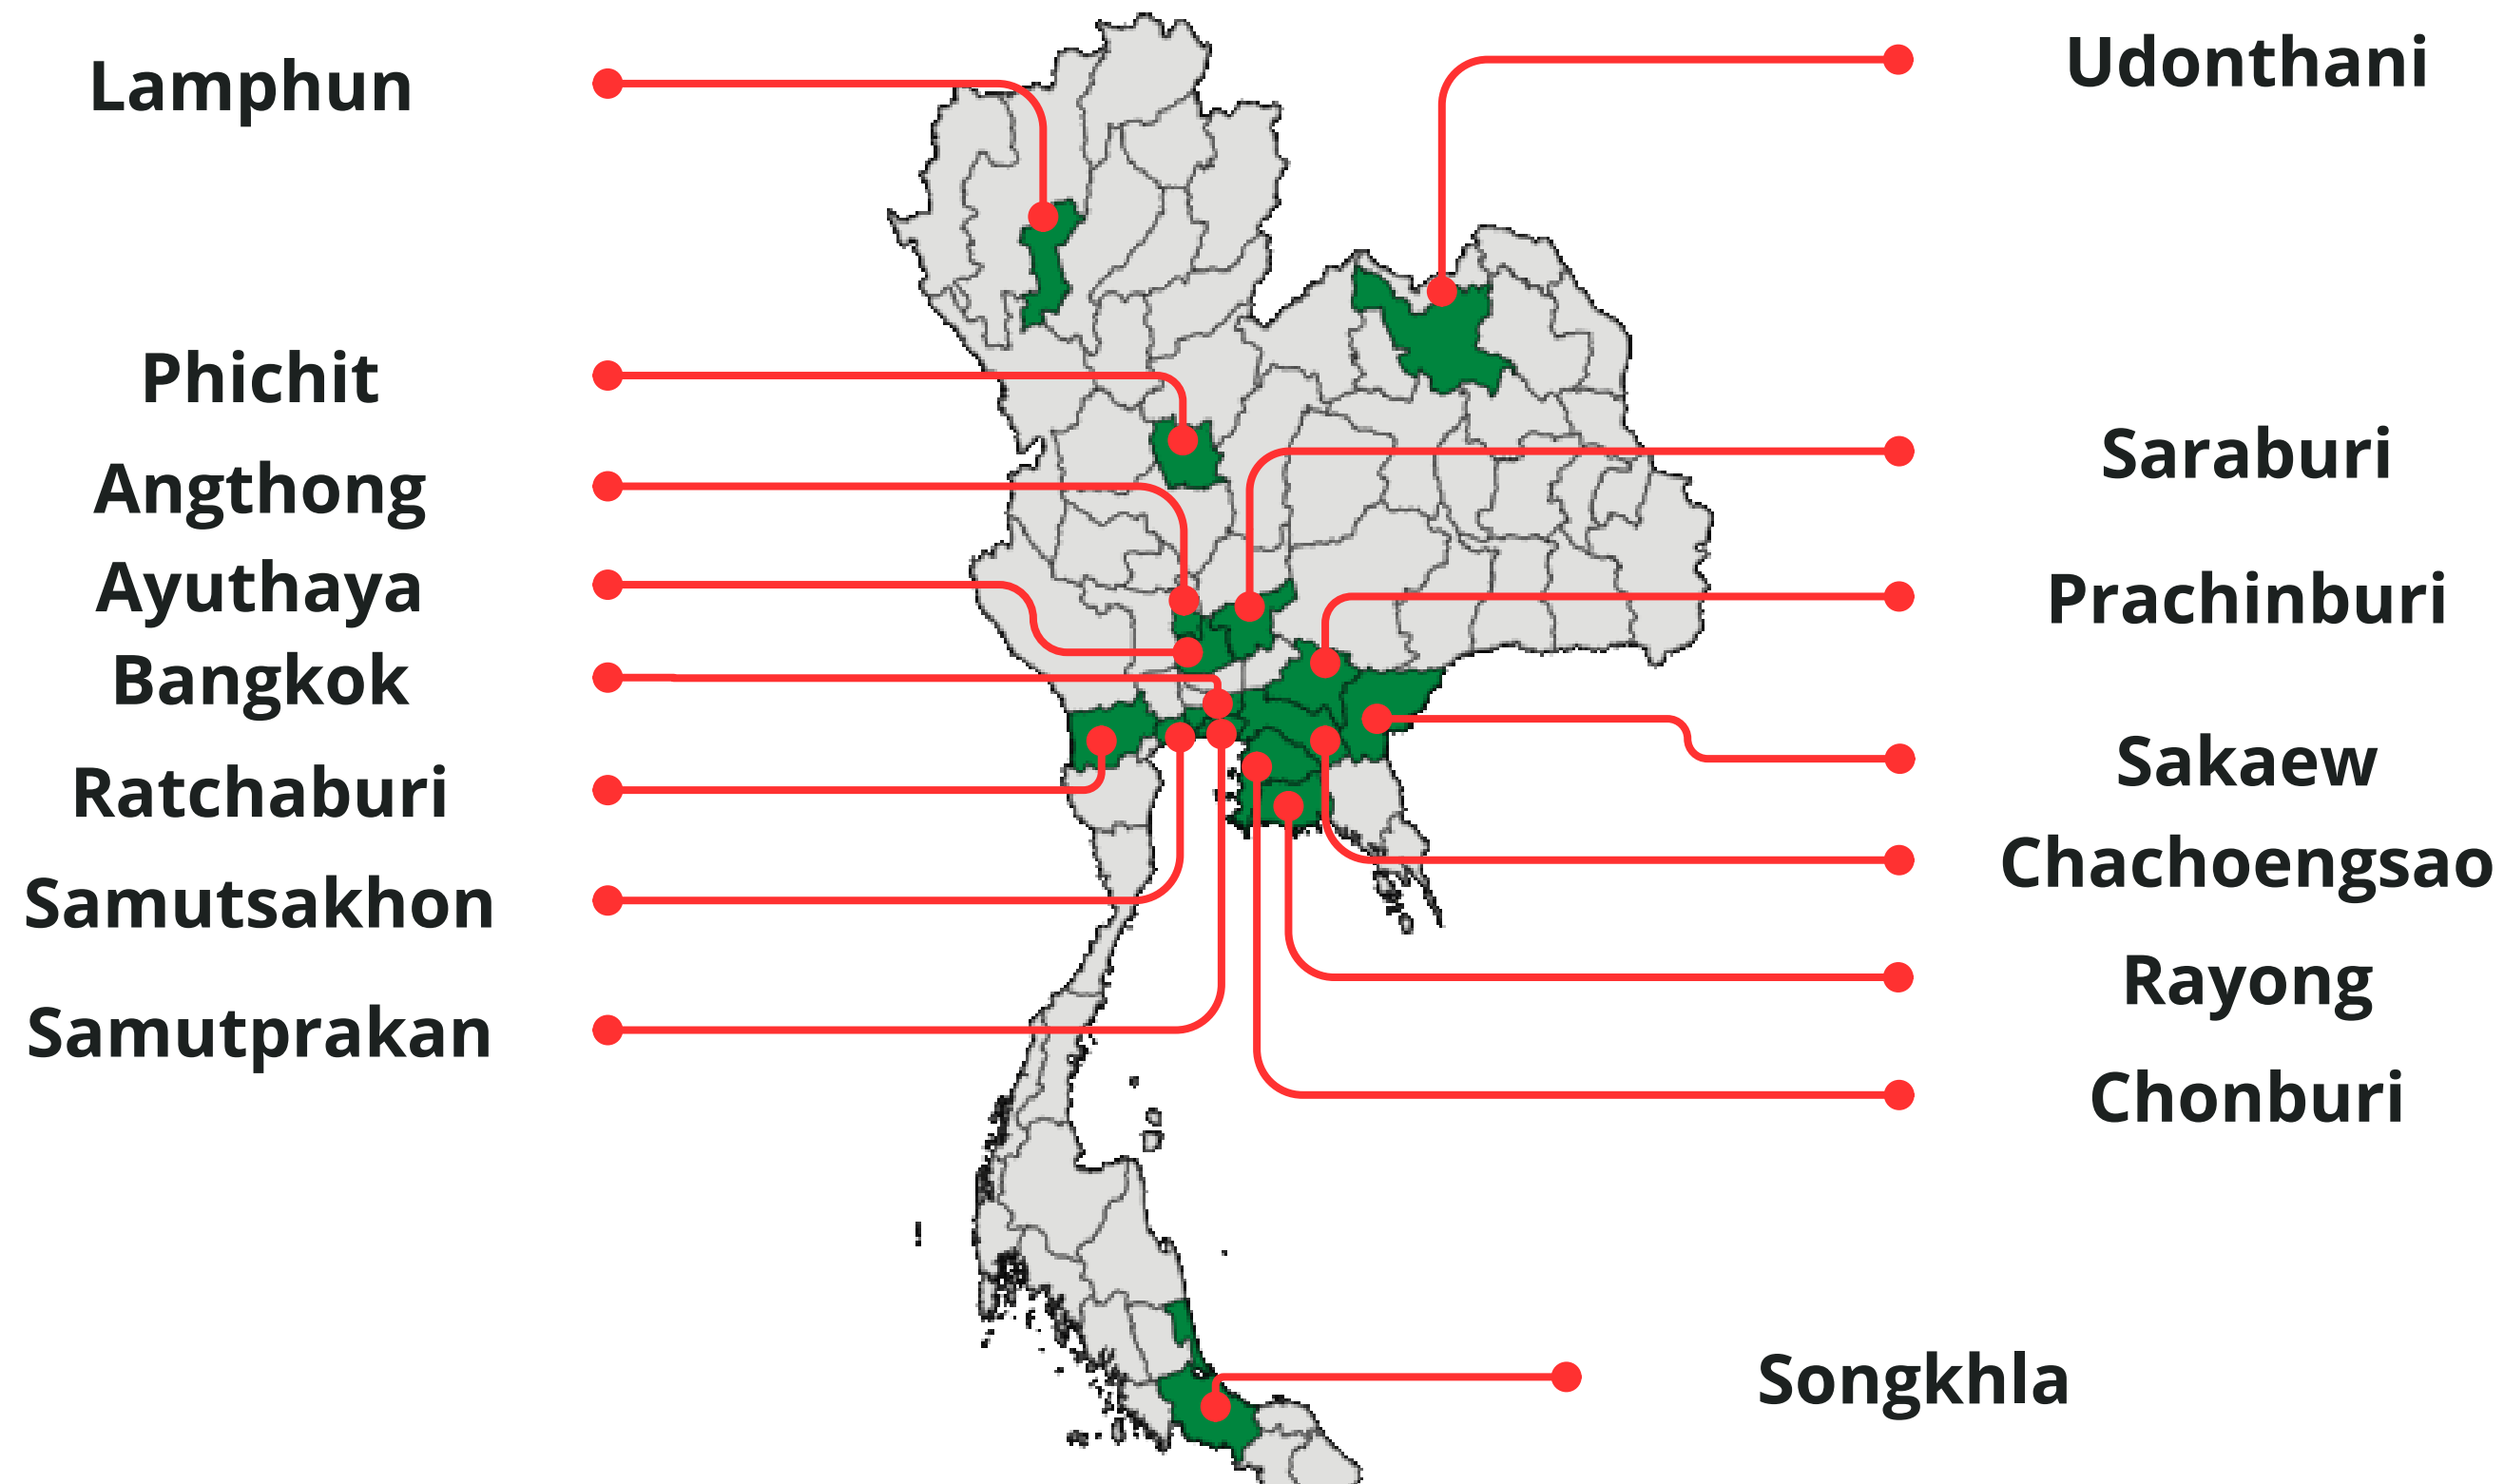 Lamphun
Phichit
Angthong
Ayuthaya
Bangkok
Ratchaburi
Samutsakhon
Samutprakan
Udonthani
Saraburi
Prachinburi
Sakaew
Chachoengsao
Rayong
Chonburi
Songkhla